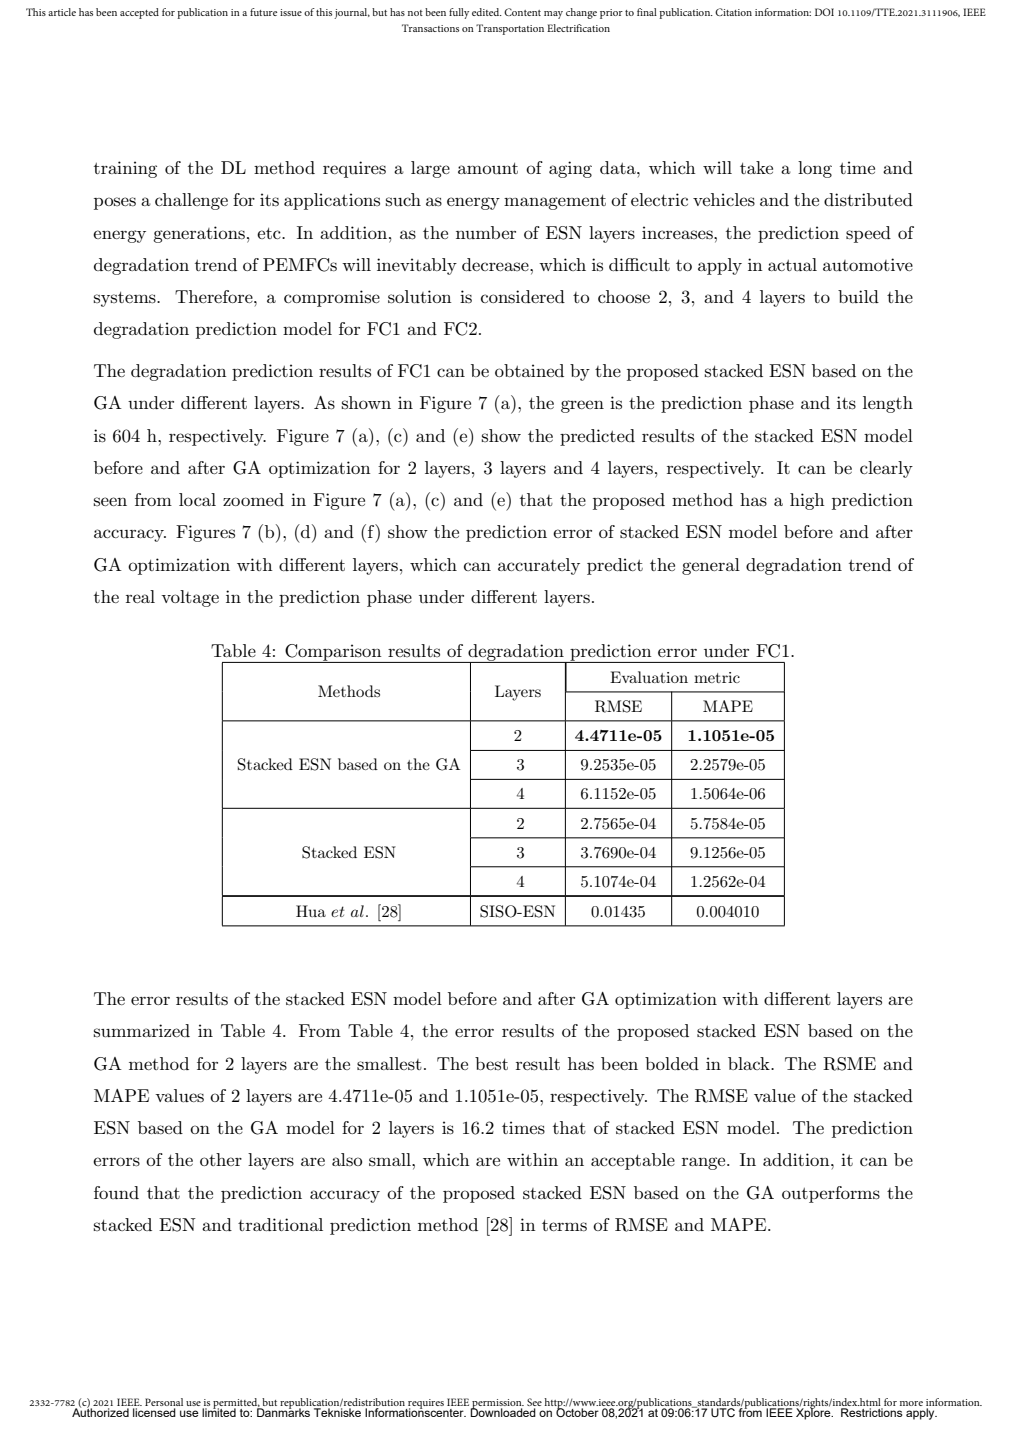 This article has been accepted for publication in a future issue of this journal, but has not been fully edited. Content may change prior to final publication. Citation information: DOI 10.1109/TTE.2021.3111906, IEEE
Transactions on Transportation Electrification
training of the DL method requires a large amount of aging data, which will take a long time and
poses a challenge for its applications such as energy management of electric vehicles and the distributed
energy generations, etc. In addition, as the number of ESN layers increases, the prediction speed of
degradation trend of PEMFCs will inevitably decrease, which is difficult to apply in actual automotive
systems. Therefore, a compromise solution is considered to choose 2, 3, and 4 layers to build the
degradation prediction model for FC1 and FC2.
The degradation prediction results of FC1 can be obtained by the proposed stacked ESN based on the
GA under different layers. As shown in Figure 7 (a), the green is the prediction phase and its length
is 604 h, respectively. Figure 7 (a), (c) and (e) show the predicted results of the stacked ESN model
before and after GA optimization for 2 layers, 3 layers and 4 layers, respectively. It can be clearly
seen from local zoomed in Figure 7 (a), (c) and (e) that the proposed method has a high prediction
accuracy. Figures 7 (b), (d) and (f) show the prediction error of stacked ESN model before and after
GA optimization with different layers, which can accurately predict the general degradation trend of
the real voltage in the prediction phase under different layers.
Table 4: Comparison results of degradation prediction error under FC1.
Methods Layers Evaluation metric
RMSE MAPE
Stacked ESN based on the GA 2 4.4711e-05 1.1051e-05
3 9.2535e-05 2.2579e-05
4 6.1152e-05 1.5064e-06
Stacked ESN 2 2.7565e-04 5.7584e-05
3 3.7690e-04 9.1256e-05
4 5.1074e-04 1.2562e-04
Hua et al. [28] SISO-ESN 0.01435 0.004010
The error results of the stacked ESN model before and after GA optimization with different layers are
summarized in Table 4. From Table 4, the error results of the proposed stacked ESN based on the
GA method for 2 layers are the smallest. The best result has been bolded in black. The RSME and
MAPE values of 2 layers are 4.4711e-05 and 1.1051e-05, respectively. The RMSE value of the stacked
ESN based on the GA model for 2 layers is 16.2 times that of stacked ESN model. The prediction
errors of the other layers are also small, which are within an acceptable range. In addition, it can be
found that the prediction accuracy of the proposed stacked ESN based on the GA outperforms the
stacked ESN and traditional prediction method [28] in terms of RMSE and MAPE.
2332-7782 (c) 2021 IEEE. Personal use is permitted, but republication/redistribution requires IEEE permission. See http://www.ieee.org/publications_standards/publications/rights/index.html for more information.
Authorized licensed use limited to: Danmarks Tekniske Informationscenter. Downloaded on October 08,2021 at 09:06:17 UTC from IEEE Xplore. Restrictions apply.